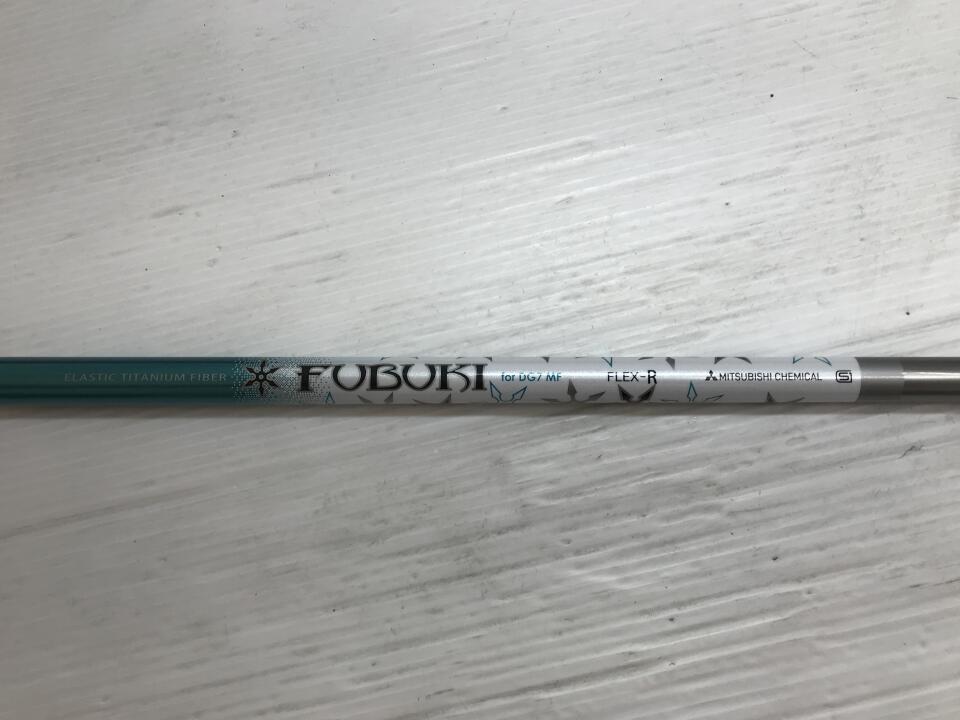 ELASTIC TITANIUM FIBER FUBUKI for DG7 MF FLEX-R MITSUBISHI CHEMICAL